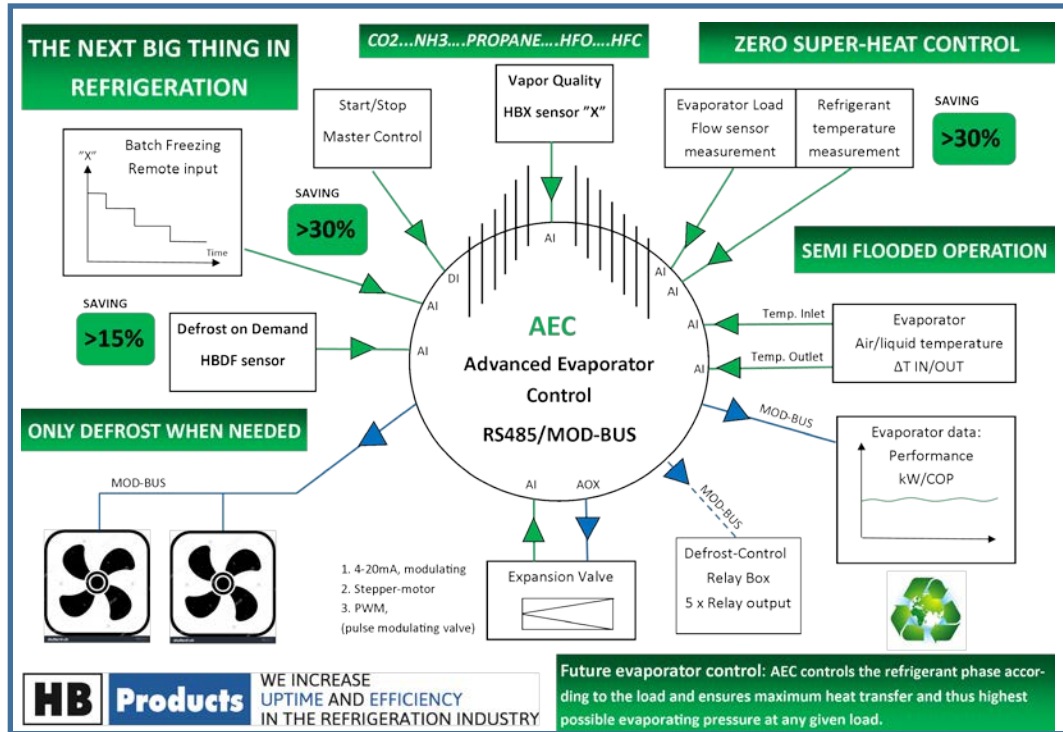 THE NEXT BIG THING IN
REFRIGERATION
CO2...NH3....PROPANE....HFO....HFC
ZERO SUPER-HEAT CONTROL
Start/Stop
Master Control
Vapor Quality
HBX sensor "X"
Evaporator Load
Flow sensor
measurement
Refrigerant
temperature
measurement
SAVING
>30%
Batch Freezing
Remote input
"X"
Time
SAVING
>30%
SEMI FLOODED OPERATION
SAVING
>15%
Defrost on Demand
HBDF sensor
DI
AI
AI
AI
AI
AI
AI
AI
AEC
Advanced Evaporator
Control
RS485/MOD-BUS
AI
AOX
Temp. Inlet
Temp. Outlet
Evaporator
Air/liquid temperature
ΔT IN/OUT
ONLY DEFROST WHEN NEEDED
MOD-BUS
MOD-BUS
Evaporator data:
Performance
kW/COP
MOD-BUS
1. 4-20mA, modulating
2. Stepper-motor
3. PWM,
(pulse modulating valve)
Expansion Valve
Defrost-Control
Relay Box
5 x Relay output
HB Products
WE INCREASE
UPTIME AND EFFICIENCY
IN THE REFRIGERATION INDUSTRY
Future evaporator control: AEC controls the refrigerant phase accor-
ding to the load and ensures maximum heat transfer and thus highest
possible evaporating pressure at any given load.